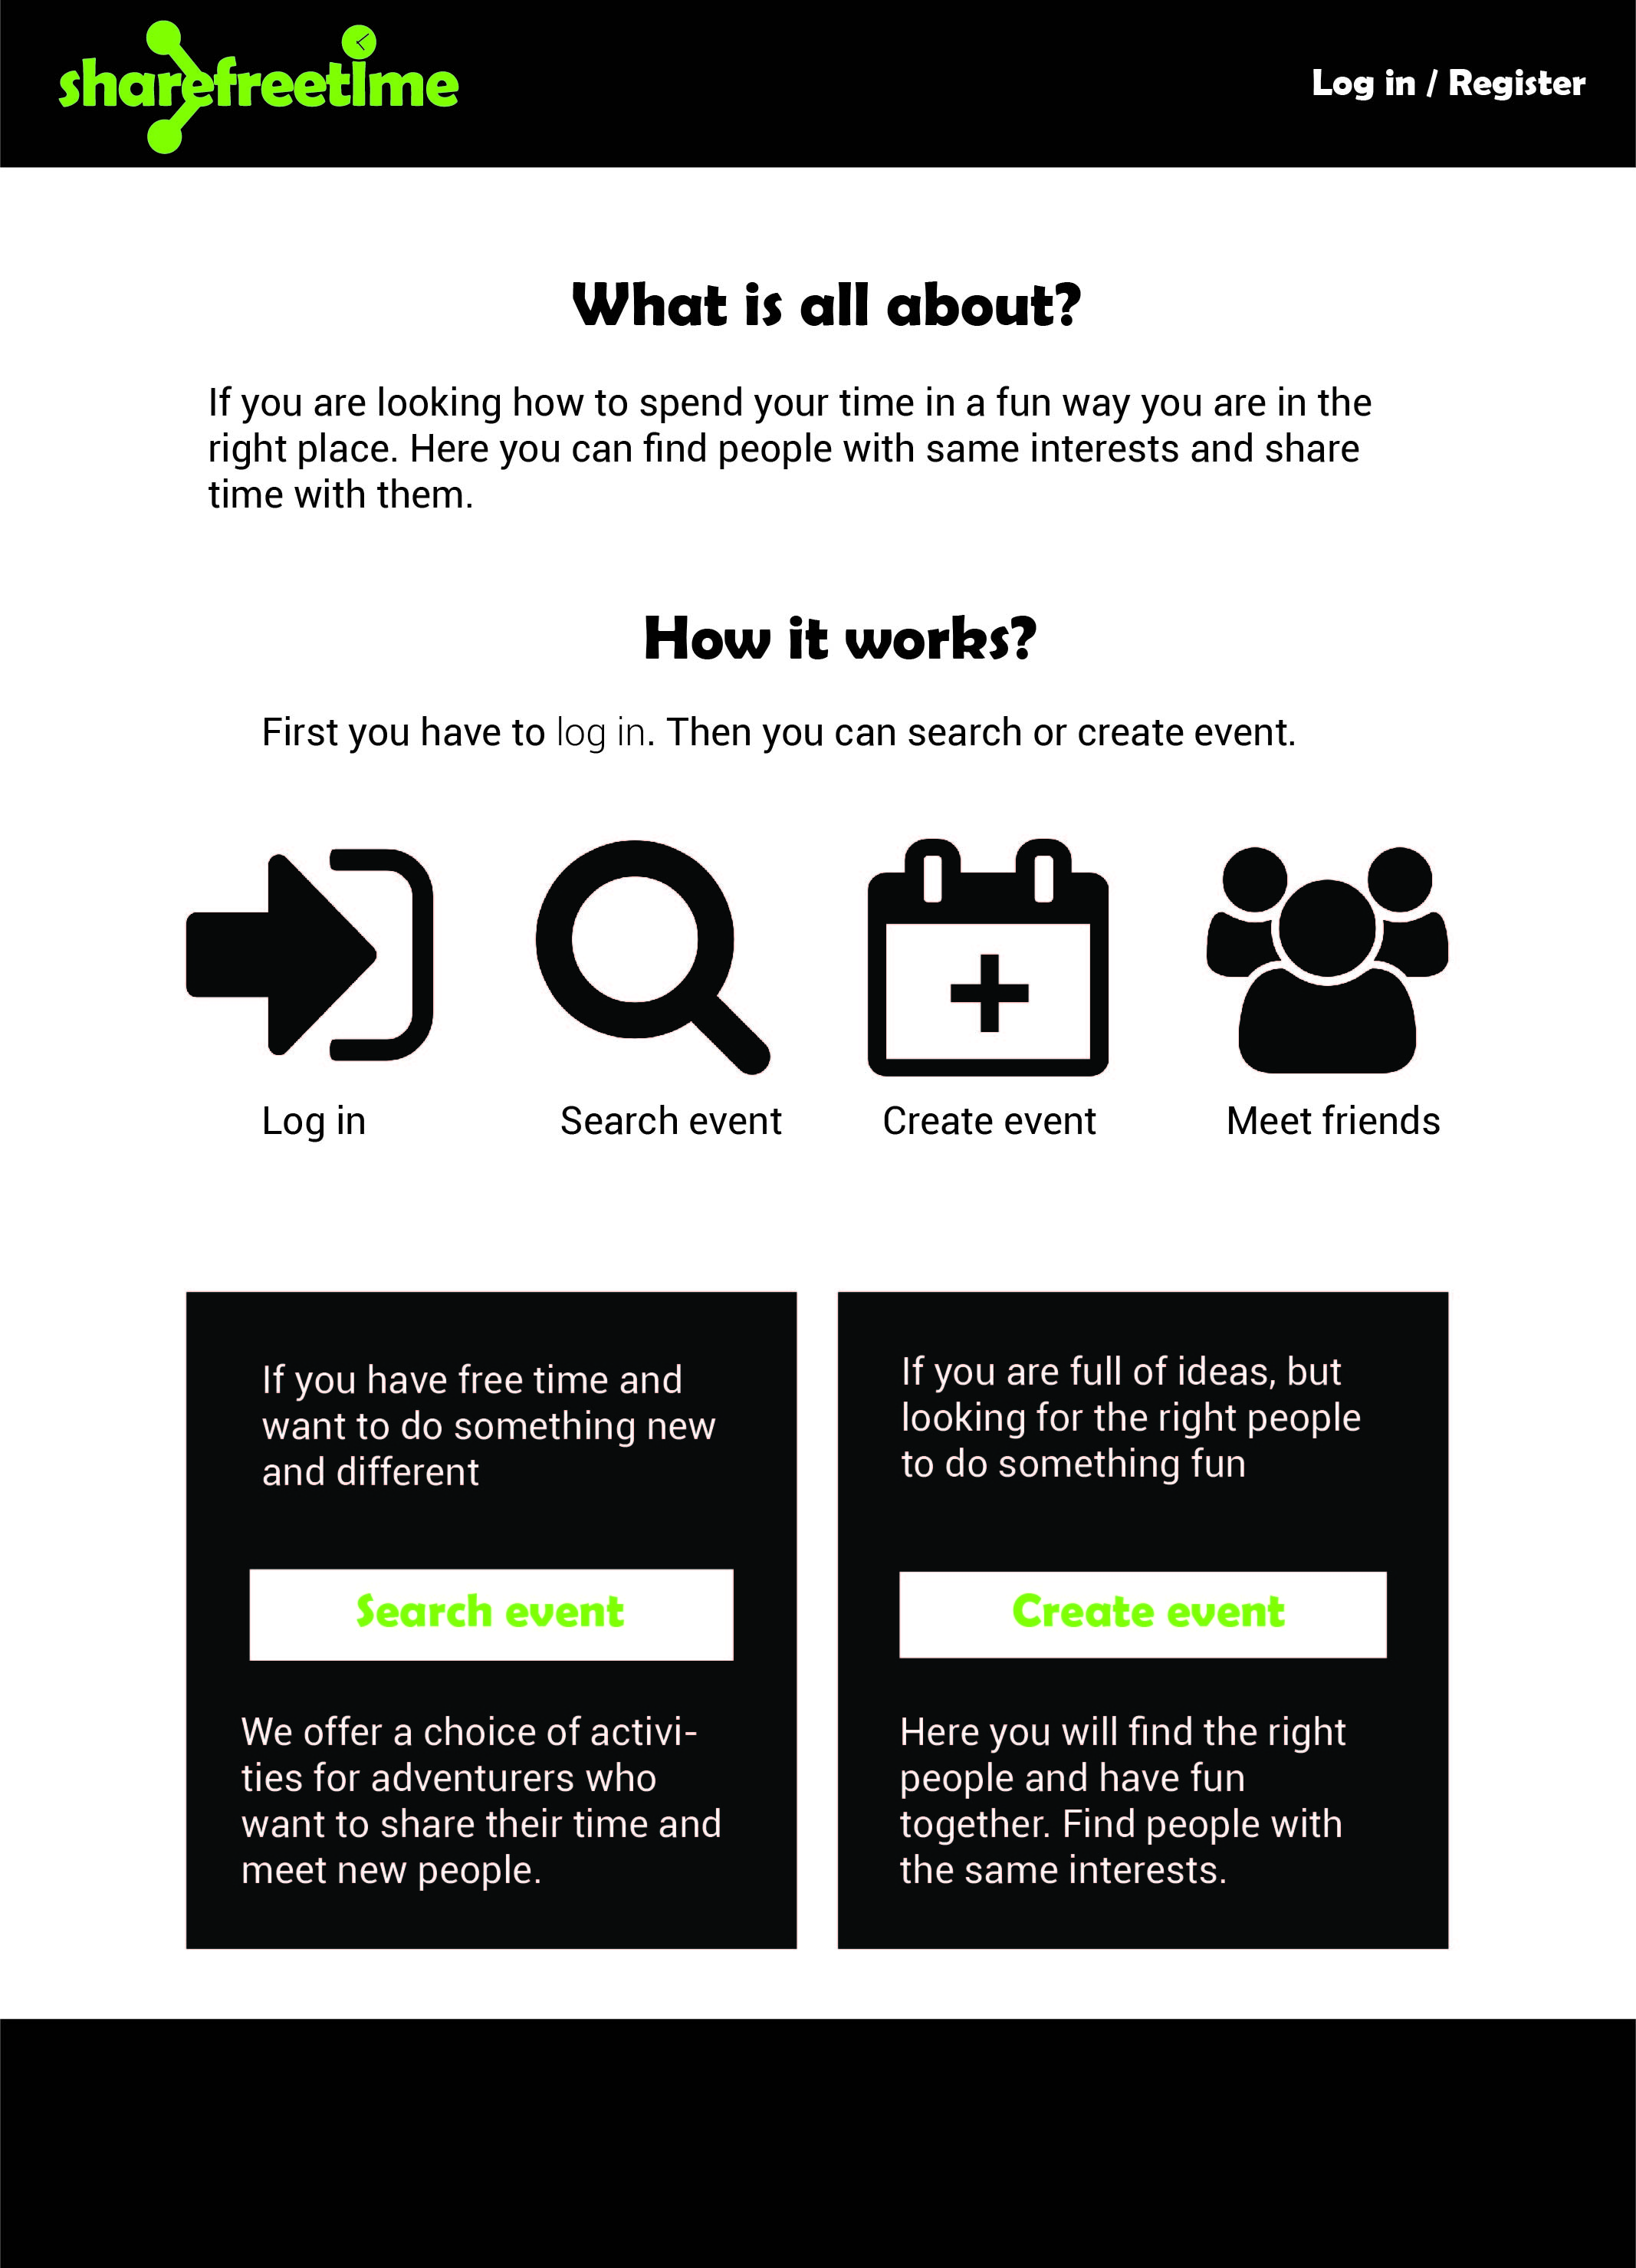 sharefreetime
Log in / Register
What is all about?
If you are looking how to spend your time in a fun way you are in the
right place. Here you can find people with same interests and share
time with them.
How it works?
First you have to log in. Then you can search or create event.
Log in
Search event
Create event
Meet friends
If you have free time and
want to do something new
and different
Search event
We offer a choice of activi-
ties for adventurers who
want to share their time and
meet new people.
If you are full of ideas, but
looking for the right people
to do something fun
Create event
Here you will find the right
people and have fun
together. Find people with
the same interests.